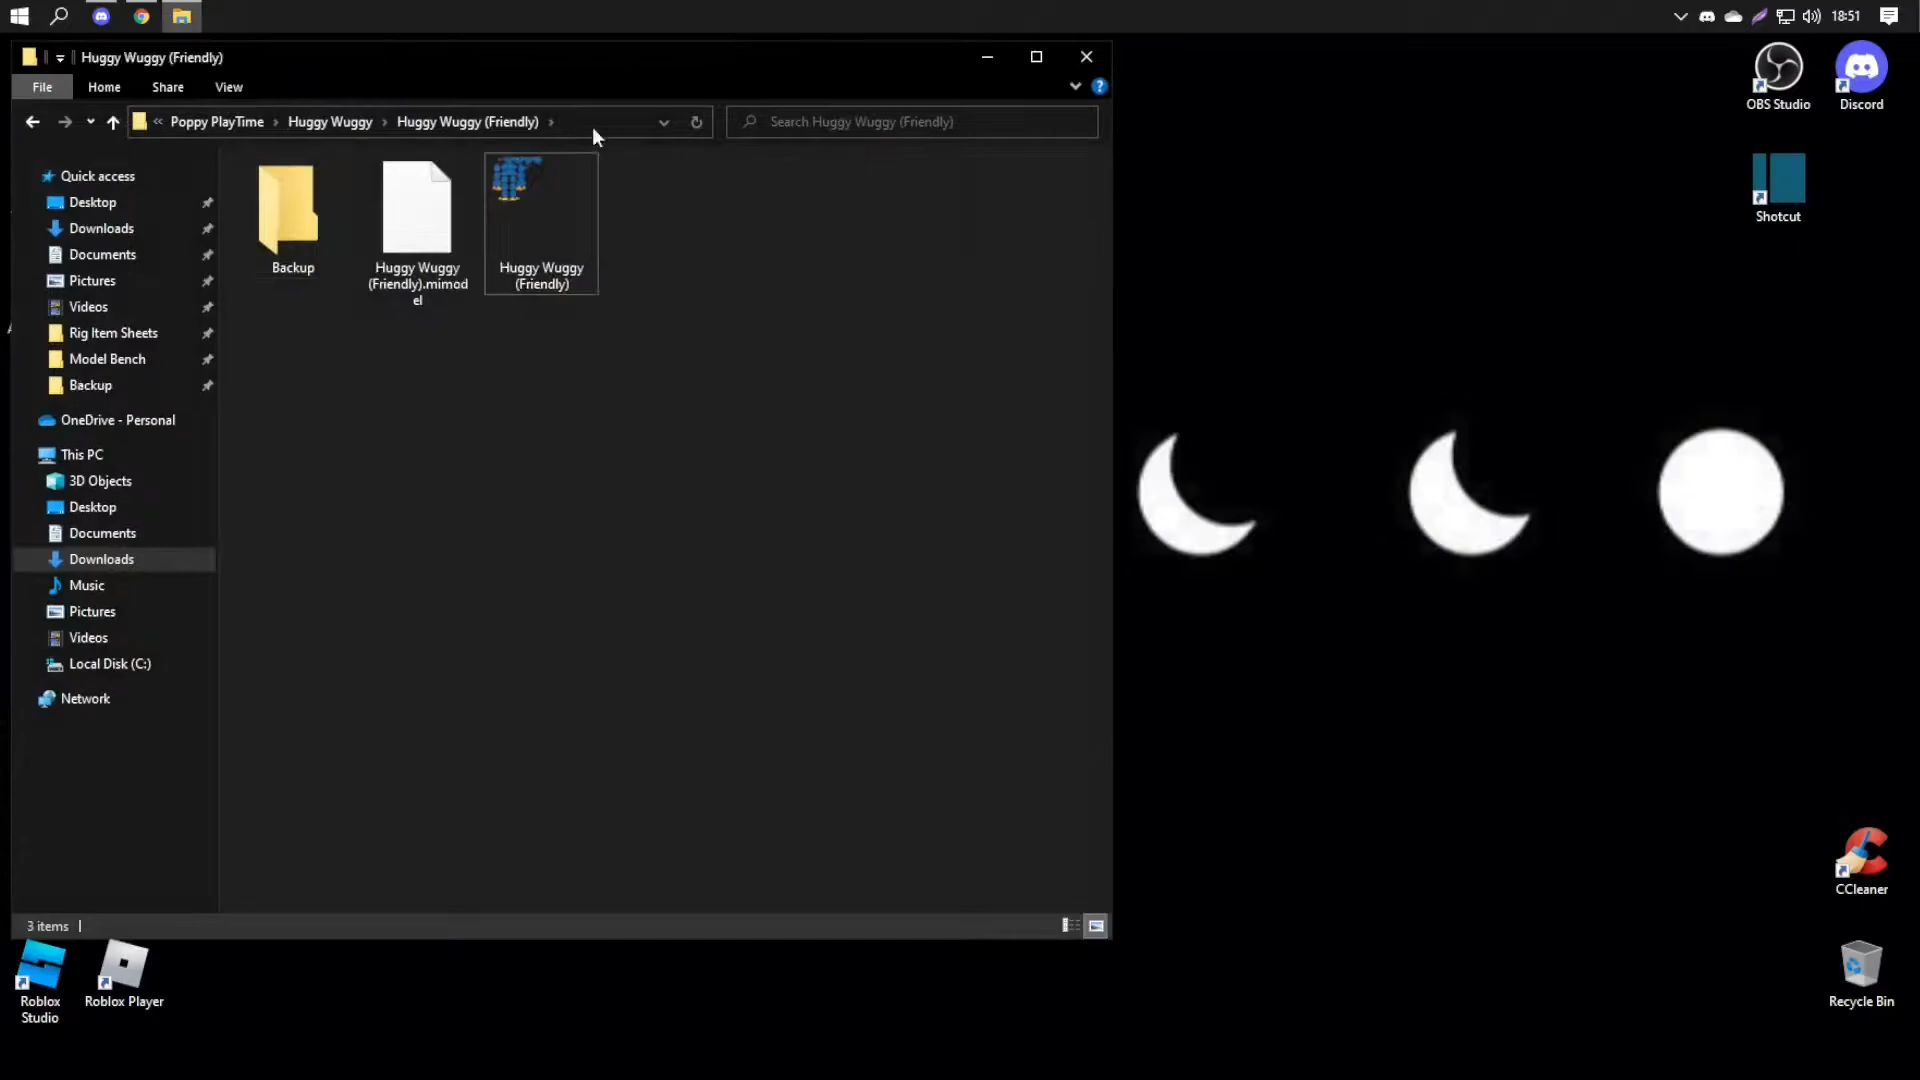 18:51
Huggy Wuggy (Friendly)
File Home Share View
Poppy PlayTime Huggy Wuggy Huggy Wuggy (Friendly)
Search Huggy Wuggy (Friendly)
Quick access
Desktop
Downloads
Documents
Pictures
Videos
Rig Item Sheets
Model Bench
Backup
OneDrive - Personal
This PC
3D Objects
Desktop
Documents
Downloads
Music
Pictures
Videos
Local Disk (C:)
Network
Backup
Huggy Wuggy
(Friendly).mimod
el
Huggy Wuggy
(Friendly)
3 items
OBS Studio
Discord
Shotcut
CCleaner
Recycle Bin
Roblox
Studio
Roblox Player